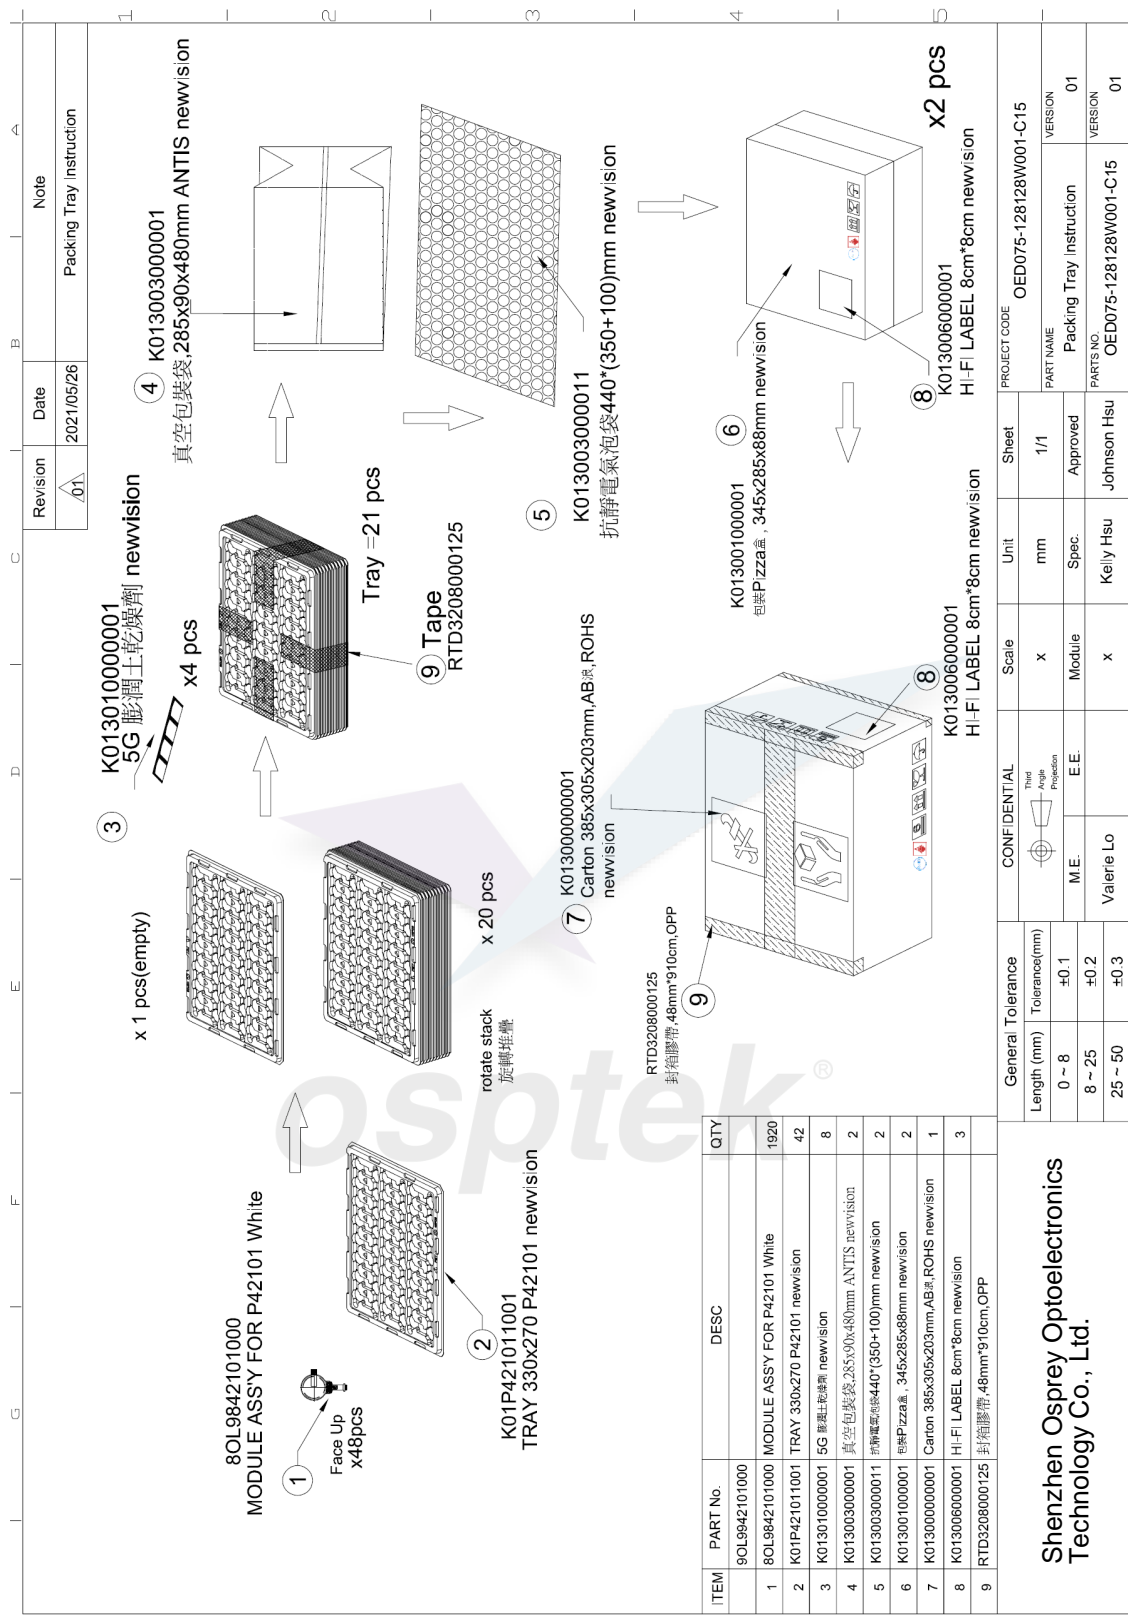 Revision
Date
Note
01
2021/05/26
Packing Tray Instruction
1
2
3
4
5
A
B
C
D
E
F
G
1
8OL9842101000
MODULE ASS'Y FOR P42101 White
Face Up
x48pcs
2
K01P421011001
TRAY 330x270 P42101 newvision
x 1 pcs(empty)
x 20 pcs
rotate stack
旋轉堆疊
3
K013010000001
5G 膨潤土乾燥劑 newvision
x4 pcs
Tray =21 pcs
9 Tape
RTD3208000125
4
K013003000001
真空包裝袋,285x90x480mm ANTIS newvision
5
K013003000011
抗靜電氣泡袋440*(350+100)mm newvision
6
K013001000001
包裝Pizza盒 , 345x285x88mm newvision
x2 pcs
8
K013006000001
HI-FI LABEL 8cm*8cm newvision
7
K013000000001
Carton 385x305x203mm,AB浪,ROHS
newvision
8
K013006000001
HI-FI LABEL 8cm*8cm newvision
RTD3208000125
封箱膠帶,48mm*910cm,OPP
9
osptek®
ITEM PART No. DESC QTY
9OL9942101000
1 8OL9842101000 MODULE ASS'Y FOR P42101 White 1920
2 K01P421011001 TRAY 330x270 P42101 newvision 42
3 K013010000001 5G 膨潤土乾燥劑 newvision 8
4 K013003000001 真空包裝袋,285x90x480mm ANTIS newvision 2
5 K013003000011 抗靜電氣泡袋440*(350+100)mm newvision 2
6 K013001000001 包裝Pizza盒 , 345x285x88mm newvision 2
7 K013000000001 Carton 385x305x203mm,AB浪,ROHS newvision 1
8 K013006000001 HI-FI LABEL 8cm*8cm newvision 3
9 RTD3208000125 封箱膠帶,48mm*910cm,OPP
Shenzhen Osprey Optoelectronics
Technology Co., Ltd.
General Tolerance
Length (mm) Tolerance(mm)
0 ~ 8 ±0.1
8 ~ 25 ±0.2
25 ~ 50 ±0.3
CONFIDENTIAL
Third
Angle
Projection
Scale
x
Unit
mm
Sheet
1/1
M.E.
E.E.
Module
Spec.
Approved
Valerie Lo
x
Kelly Hsu
Johnson Hsu
PROJECT CODE
OED075-128128W001-C15
PART NAME
Packing Tray Instruction
VERSION
01
PARTS NO.
OED075-128128W001-C15
VERSION
01